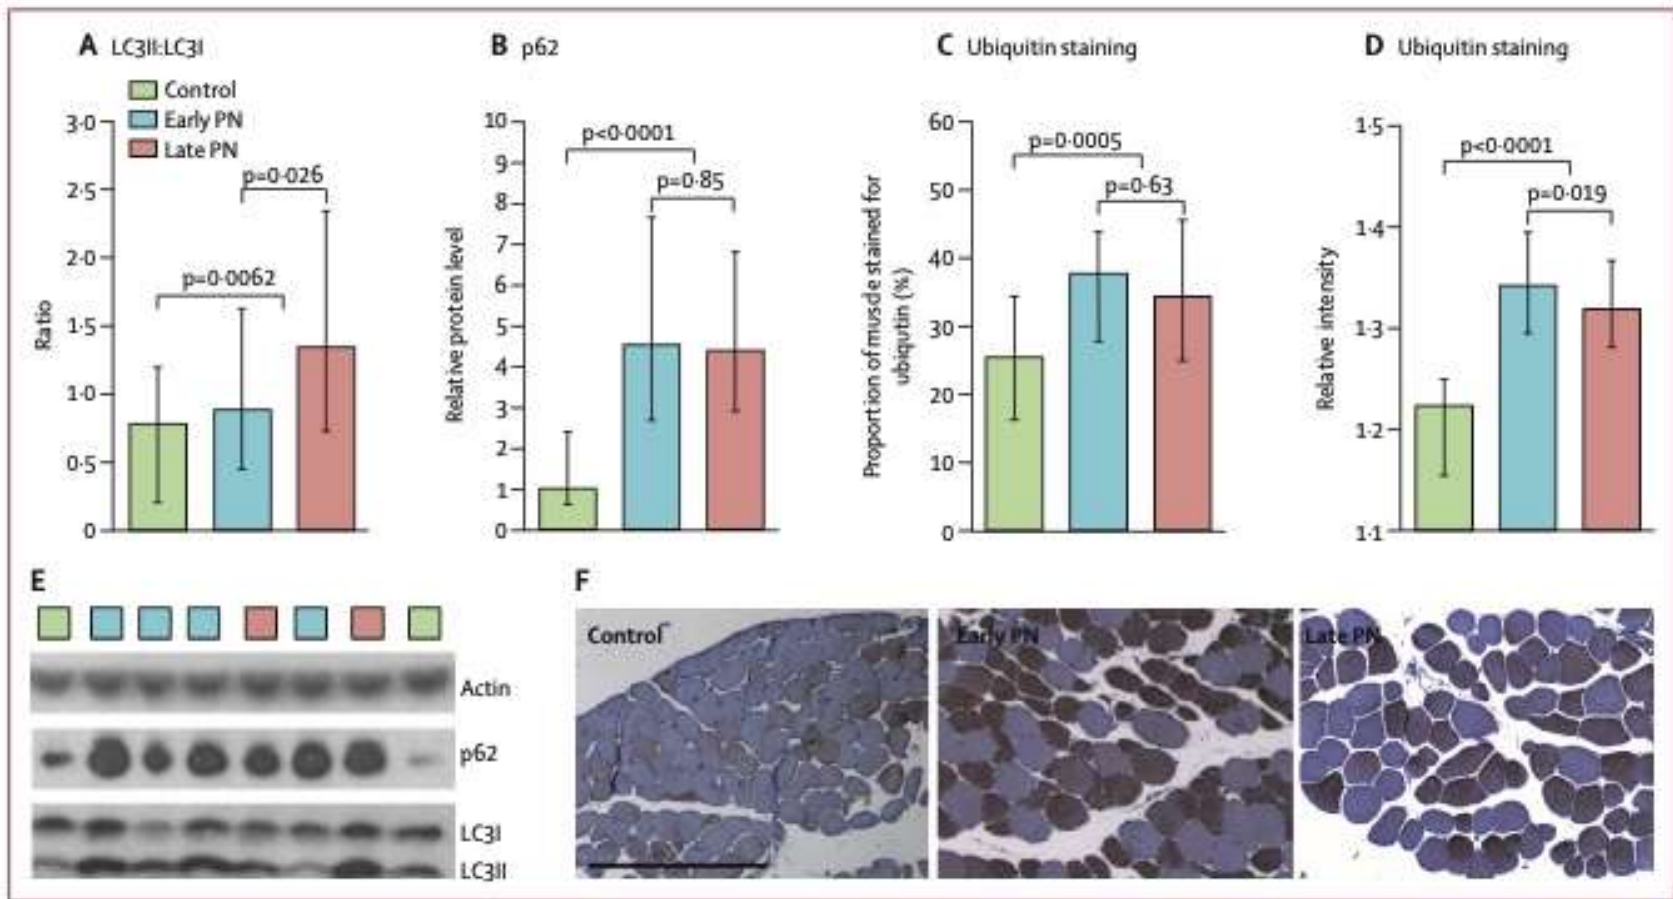 A LC3II:LC3I
Control
Early PN
Late PN
3·0
2·5
2·0
1·5
1·0
0·5
0
Ratio
p=0·026
p=0·0062
B p62
10
9
8
7
6
5
4
3
2
1
0
Relative protein level
p<0·0001
p=0·85
C Ubiquitin staining
60
50
40
30
20
10
0
Proportion of muscle stained for
ubiqutin (%)
p=0·0005
p=0·63
D Ubiquitin staining
1·5
1·4
1·3
1·2
1·1
Relative intensity
p<0·0001
p=0·019
E
Actin
p62
LC3I
LC3II
F
Control
Early PN
Late PN